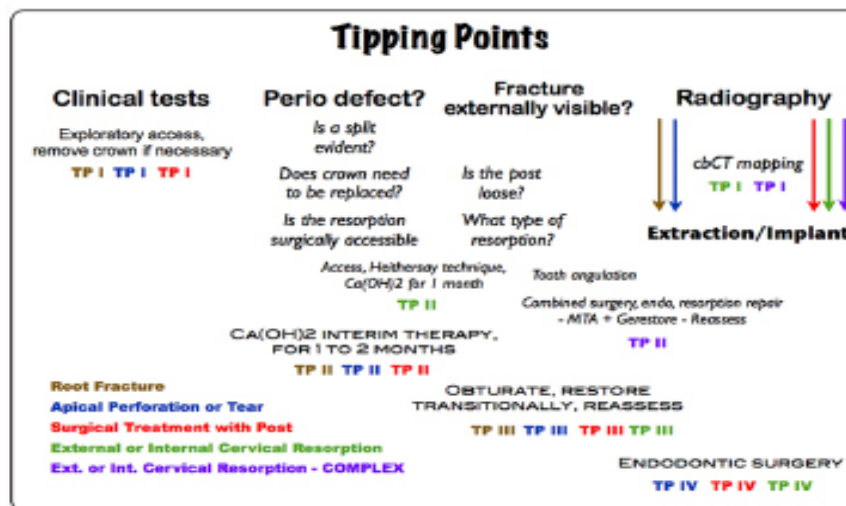 Tipping Points
Clinical tests
Exploratory access,
remove crown if necessary
TP I TP I TP I
Perio defect?
Is a split
evident?
Does crown need
to be replaced?
Is the resorption
surgically accessible
Fracture
externally visible?
Is the post
loose?
What type of
resorption?
Radiography
cbCT mapping
TP I TP I
Extraction/Implant
Access, Heithersay technique,
Ca(OH)2 for 1 month
TP II
Tooth angulation
Combined surgery, endo, resorption repair
- MTA + Gerestore - Reassess
TP II
CA(OH)2 INTERIM THERAPY,
FOR 1 TO 2 MONTHS
TP II TP II TP II
Root Fracture
Apical Perforation or Tear
Surgical Treatment with Post
External or Internal Cervical Resorption
Ext. or Int. Cervical Resorption - COMPLEX
OBTURATE, RESTORE
TRANSITIONALLY, REASSESS
TP III TP III TP III TP III
ENDODONTIC SURGERY
TP IV TP IV TP IV